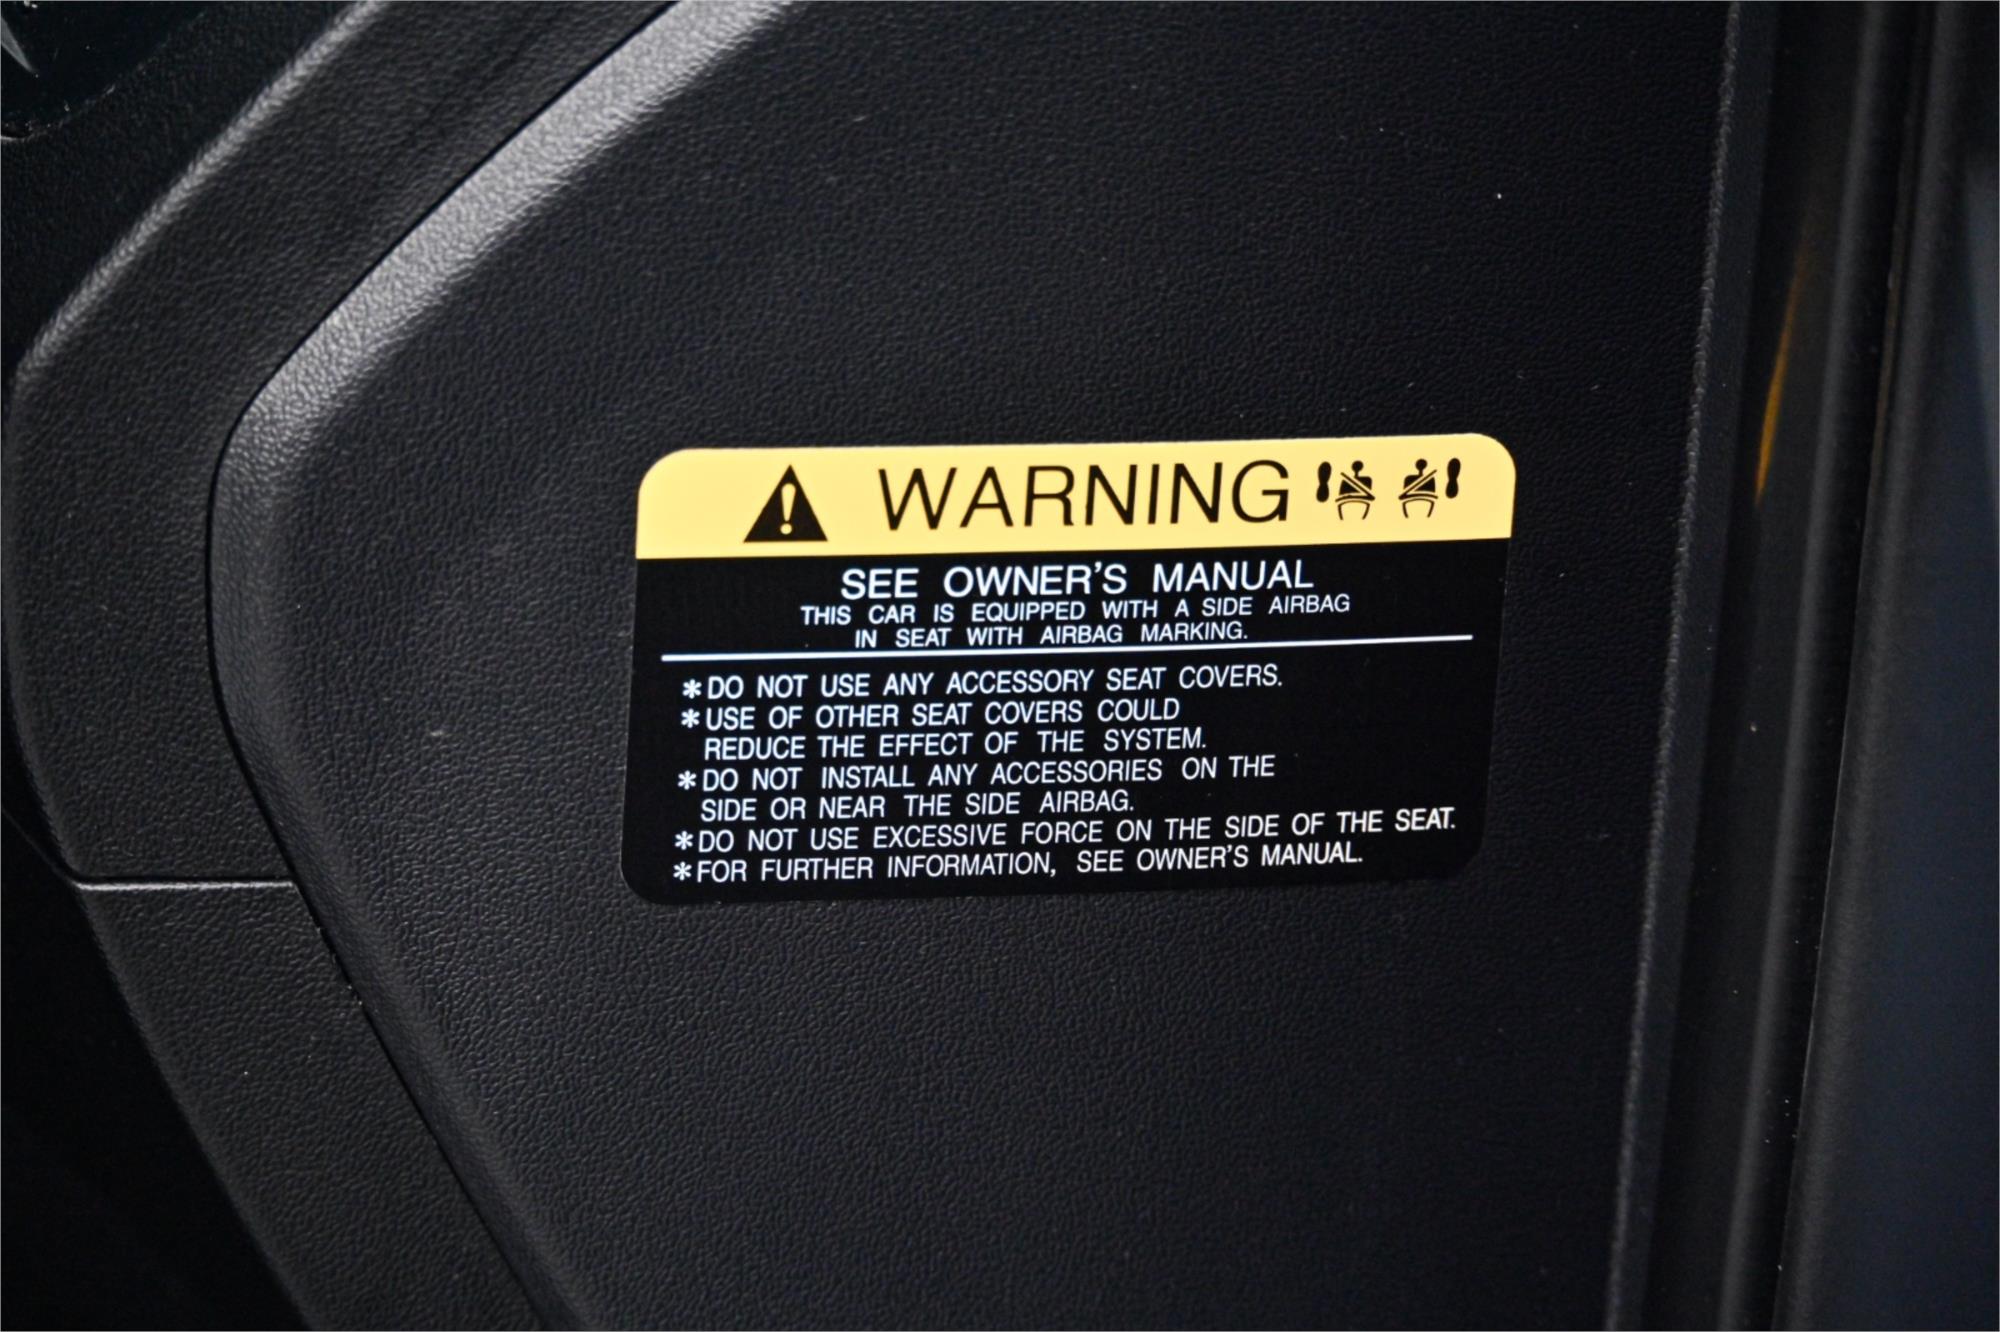 WARNING
SEE OWNER'S MANUAL
THIS CAR IS EQUIPPED WITH A SIDE AIRBAG
IN SEAT WITH AIRBAG MARKING.
*DO NOT USE ANY ACCESSORY SEAT COVERS.
*USE OF OTHER SEAT COVERS COULD
REDUCE THE EFFECT OF THE SYSTEM.
*DO NOT INSTALL ANY ACCESSORIES ON THE
SIDE OR NEAR THE SIDE AIRBAG.
*DO NOT USE EXCESSIVE FORCE ON THE SIDE OF THE SEAT.
*FOR FURTHER INFORMATION, SEE OWNER'S MANUAL.